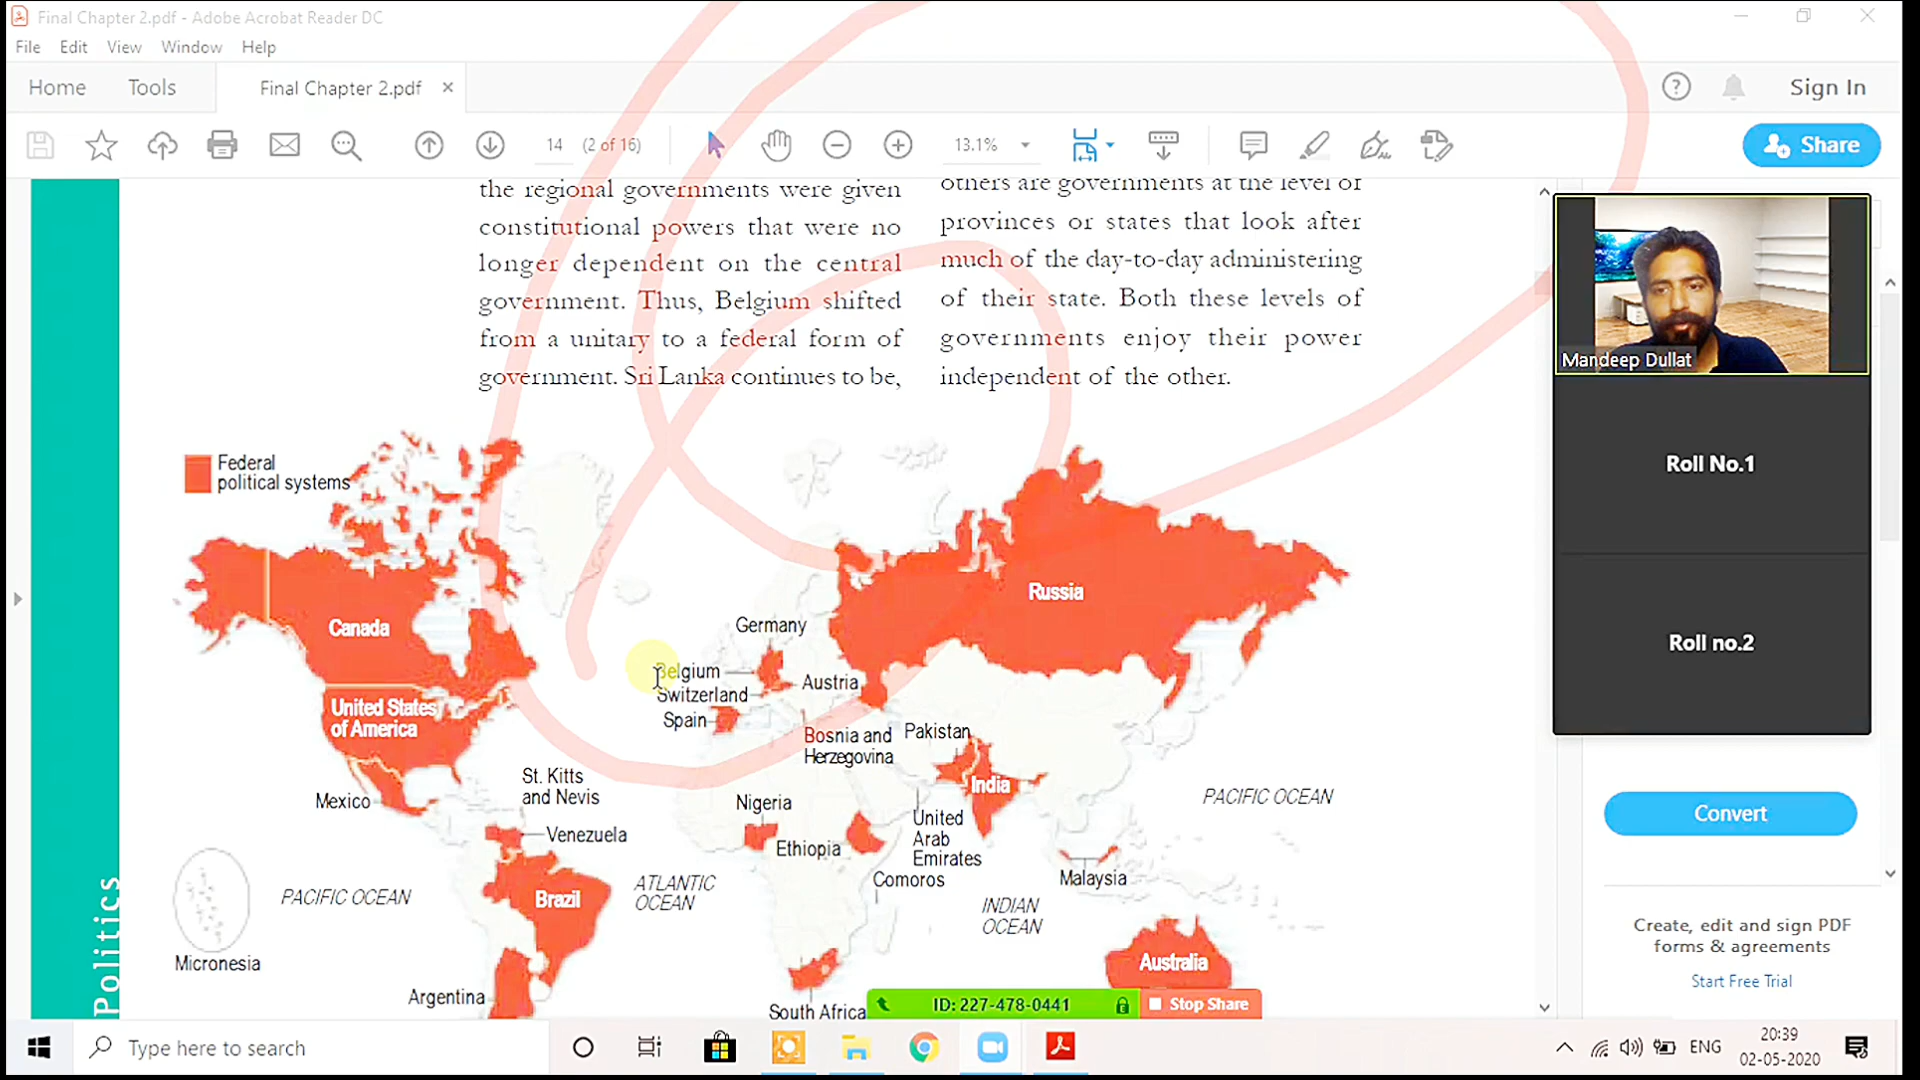 Final Chapter 2.pdf - Adobe Acrobat Reader DC
File Edit View Window Help
Home Tools Final Chapter 2.pdf × Sign In
14 (2 of 16) 13.1% Share
the regional governments were given
constitutional powers that were no
longer dependent on the central
government. Thus, Belgium shifted
from a unitary to a federal form of
government. Sri Lanka continues to be,
others are governments at the level of
provinces or states that look after
much of the day-to-day administering
of their state. Both these levels of
governments enjoy their power
independent of the other.
Mandeep Dullat
Roll No.1
Roll no.2
Federal
political systems
Canada
Russia
Germany
Belgium
Switzerland
Austria
Spain
United States
of America
Bosnia and
Herzegovina
Pakistan
India
St. Kitts
and Nevis
Mexico
Nigeria
PACIFIC OCEAN
Venezuela
Ethiopia
United
Arab
Emirates
Comoros
Malaysia
Brazil
ATLANTIC
OCEAN
PACIFIC OCEAN
INDIAN
OCEAN
Micronesia
Australia
Argentina
South Africa
Politics
Convert
Create, edit and sign PDF
forms & agreements
Start Free Trial
ID: 227-478-0441 Stop Share
Type here to search
ENG
20:39
02-05-2020